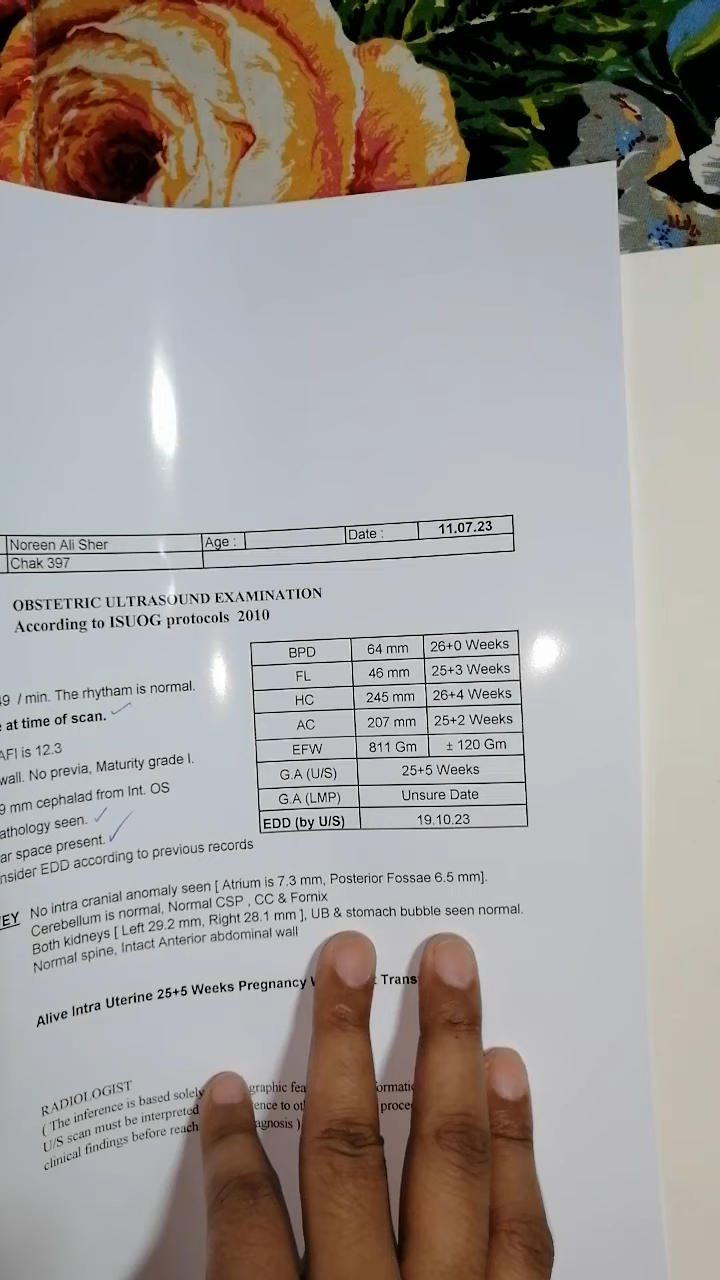 Noreen Ali Sher Age : Date : 11.07.23
Chak 397
OBSTETRIC ULTRASOUND EXAMINATION
According to ISUOG protocols 2010
BPD 64 mm 26+0 Weeks
FL 46 mm 25+3 Weeks
HC 245 mm 26+4 Weeks
AC 207 mm 25+2 Weeks
EFW 811 Gm ± 120 Gm
G.A (U/S) 25+5 Weeks
G.A (LMP) Unsure Date
EDD (by U/S) 19.10.23
/ min. The rhytham is normal.
at time of scan.
AFI is 12.3
wall. No previa, Maturity grade I.
9 mm cephalad from Int. OS
athology seen.
ar space present.
nsider EDD according to previous records
EY No intra cranial anomaly seen [ Atrium is 7.3 mm, Posterior Fossae 6.5 mm].
Cerebellum is normal, Normal CSP , CC & Fornix
Both kidneys [ Left 29.2 mm, Right 28.1 mm ], UB & stomach bubble seen normal.
Normal spine, Intact Anterior abdominal wall
Alive Intra Uterine 25+5 Weeks Pregnancy Trans
RADIOLOGIST
( The inference is based solely graphic fea ormati
U/S scan must be interpreted ence to ot proce
clinical findings before reach agnosis )